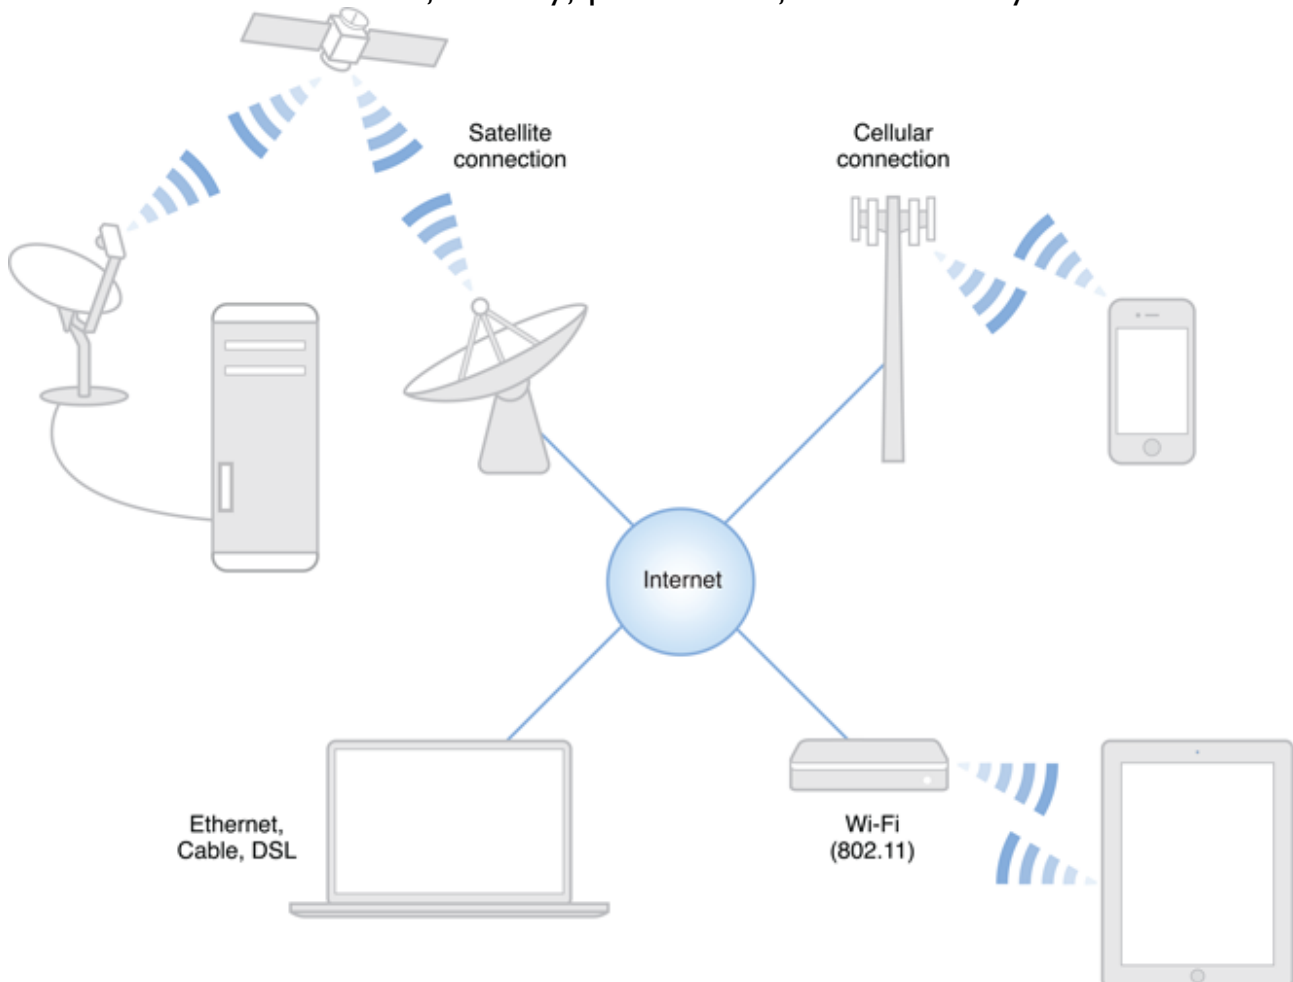 Satellite
connection
Cellular
connection
Internet
Ethernet,
Cable, DSL
Wi-Fi
(802.11)